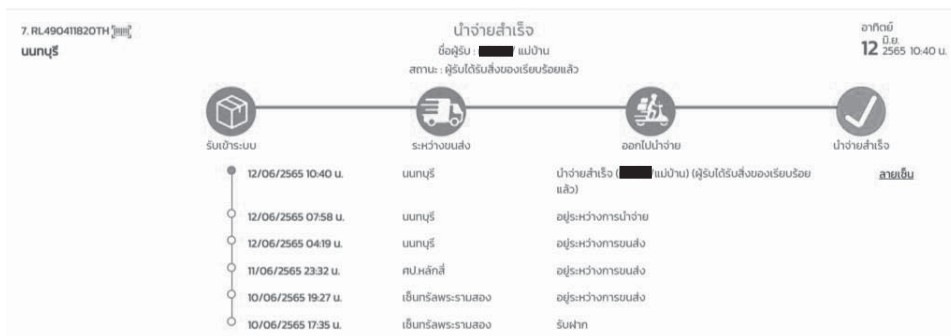 7. RL490411820TH
นำจ่ายสำเร็จ
อาทิตย์
นนทบุรี
ชื่อผู้รับ : / แม่บ้าน
12 มิ.ย. 2565 10:40 น.
สถานะ : ผู้รับได้รับสิ่งของเรียบร้อยแล้ว
รับเข้าระบบ ระหว่างขนส่ง ออกไปนำจ่าย นำจ่ายสำเร็จ
12/06/2565 10:40 น. นนทบุรี นำจ่ายสำเร็จ ( /แม่บ้าน) (ผู้รับได้รับสิ่งของเรียบร้อย ลายเซ็น
แล้ว)
12/06/2565 07:58 น. นนทบุรี อยู่ระหว่างการนำจ่าย
12/06/2565 04:19 น. นนทบุรี อยู่ระหว่างการขนส่ง
11/06/2565 23:32 น. ศป.หลักสี่ อยู่ระหว่างการขนส่ง
10/06/2565 19:27 น. เซ็นทรัลพระรามสอง อยู่ระหว่างการขนส่ง
10/06/2565 17:35 น. เซ็นทรัลพระรามสอง รับฝาก